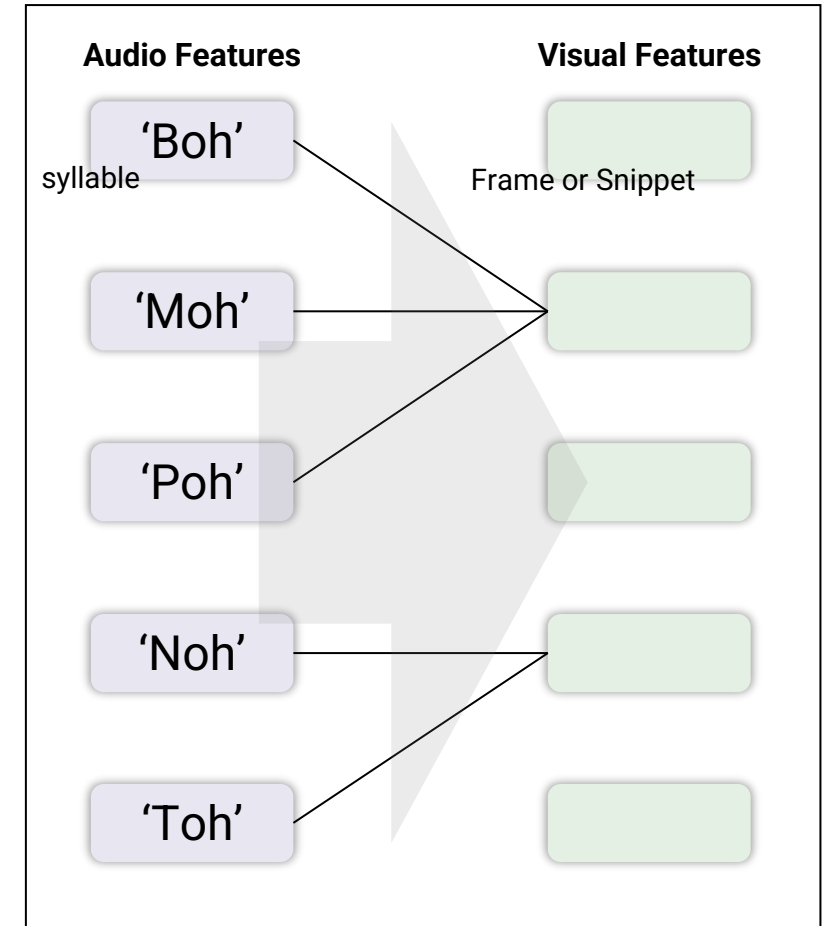 Audio Features
Visual Features
‘Boh’
syllable
Frame or Snippet
‘Moh’
‘Poh’
‘Noh’
‘Toh’